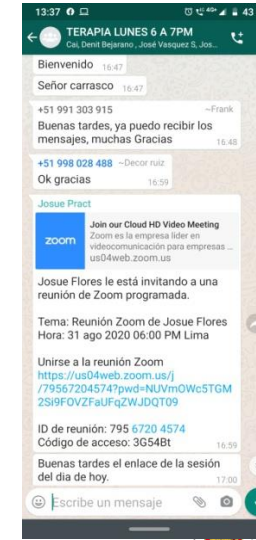 13:37
43
TERAPIA LUNES 6 A 7PM
Cai, Denit Bejarano, José Vasquez S, Jos...
Bienvenido 16:47
Señor carrasco 16:47
+51 991 303 915 ~Frank
Buenas tardes, ya puedo recibir los
mensajes, muchas Gracias 16:48
+51 998 028 488 ~Decor ruiz
Ok gracias 16:59
Josue Pract
zoom
Join our Cloud HD Video Meeting
Zoom es la empresa líder en
videocomunicación para empresas ...
us04web.zoom.us
Josue Flores le está invitando a una
reunión de Zoom programada.
Tema: Reunión Zoom de Josue Flores
Hora: 31 ago 2020 06:00 PM Lima
Unirse a la reunión Zoom
https://us04web.zoom.us/j
/79567204574?pwd=NUVmOWc5TGM
2Si9FOVZFaUFqZWJDQT09
ID de reunión: 795 6720 4574
Código de acceso: 3G54Bt 16:59
Buenas tardes el enlace de la sesión
del dia de hoy. 17:00
Escribe un mensaje